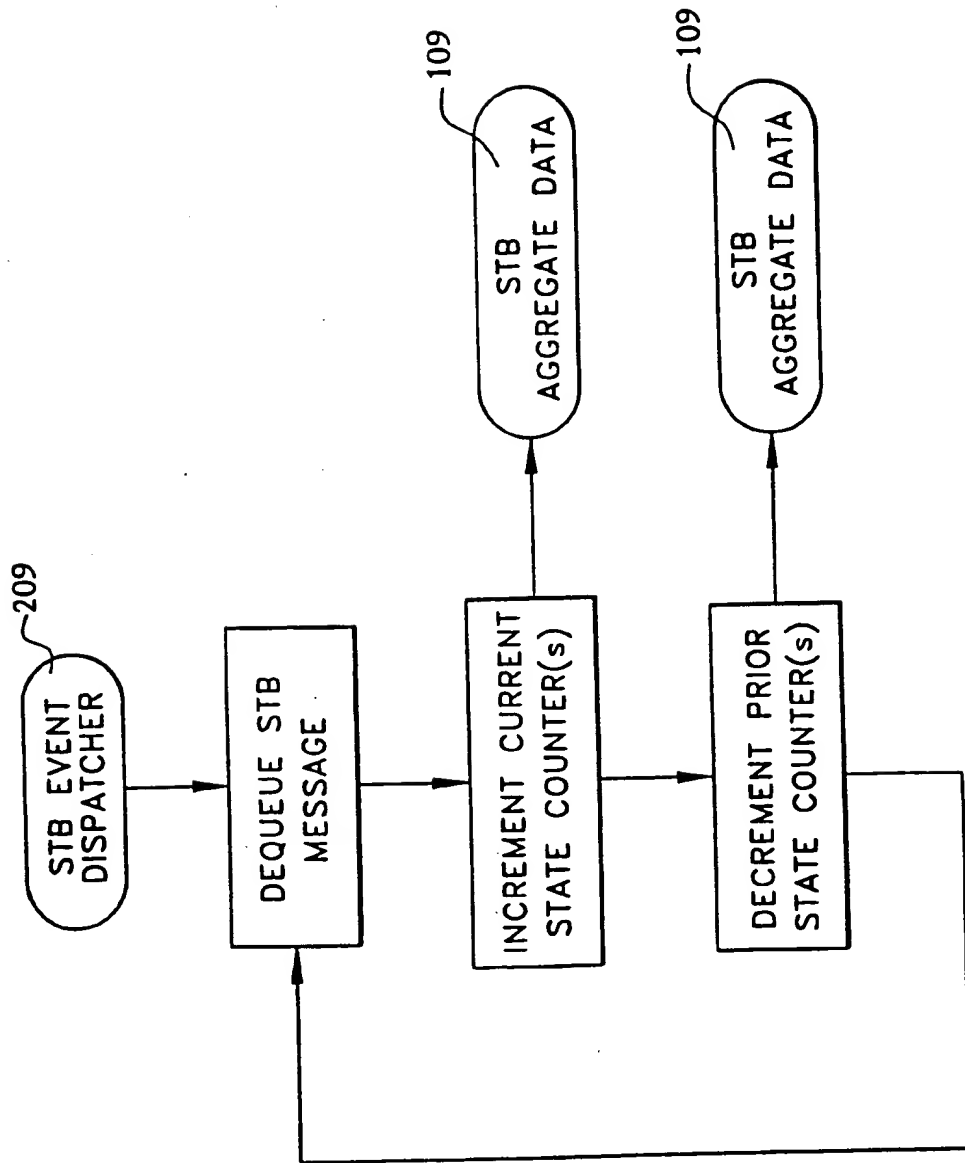 209
STB EVENT
DISPATCHER
DEQUEUE STB
MESSAGE
INCREMENT CURRENT
STATE COUNTER(s)
109
STB
AGGREGATE DATA
DECREMENT PRIOR
STATE COUNTER(s)
109
STB
AGGREGATE DATA